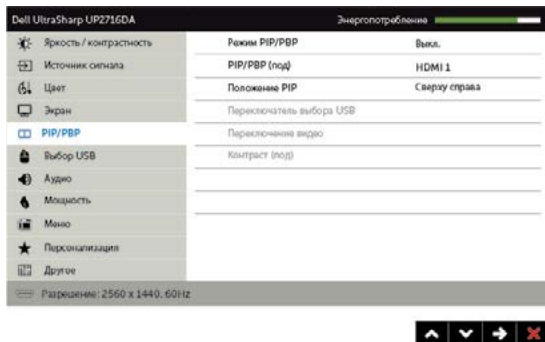 Dell UltraSharp UP2716DA Энергопотребление
Яркость / контрастность
Источник сигнала
Цвет
Экран
PIP/PBP
Выбор USB
Аудио
Мощность
Меню
Персонализация
Другое
Режим PIP/PBP Выкл.
PIP/PBP (под) HDMI 1
Положение PIP Сверху справа
Переключатель выбора USB
Переключение видео
Контраст (под)
Разрешение: 2560 x 1440, 60Hz